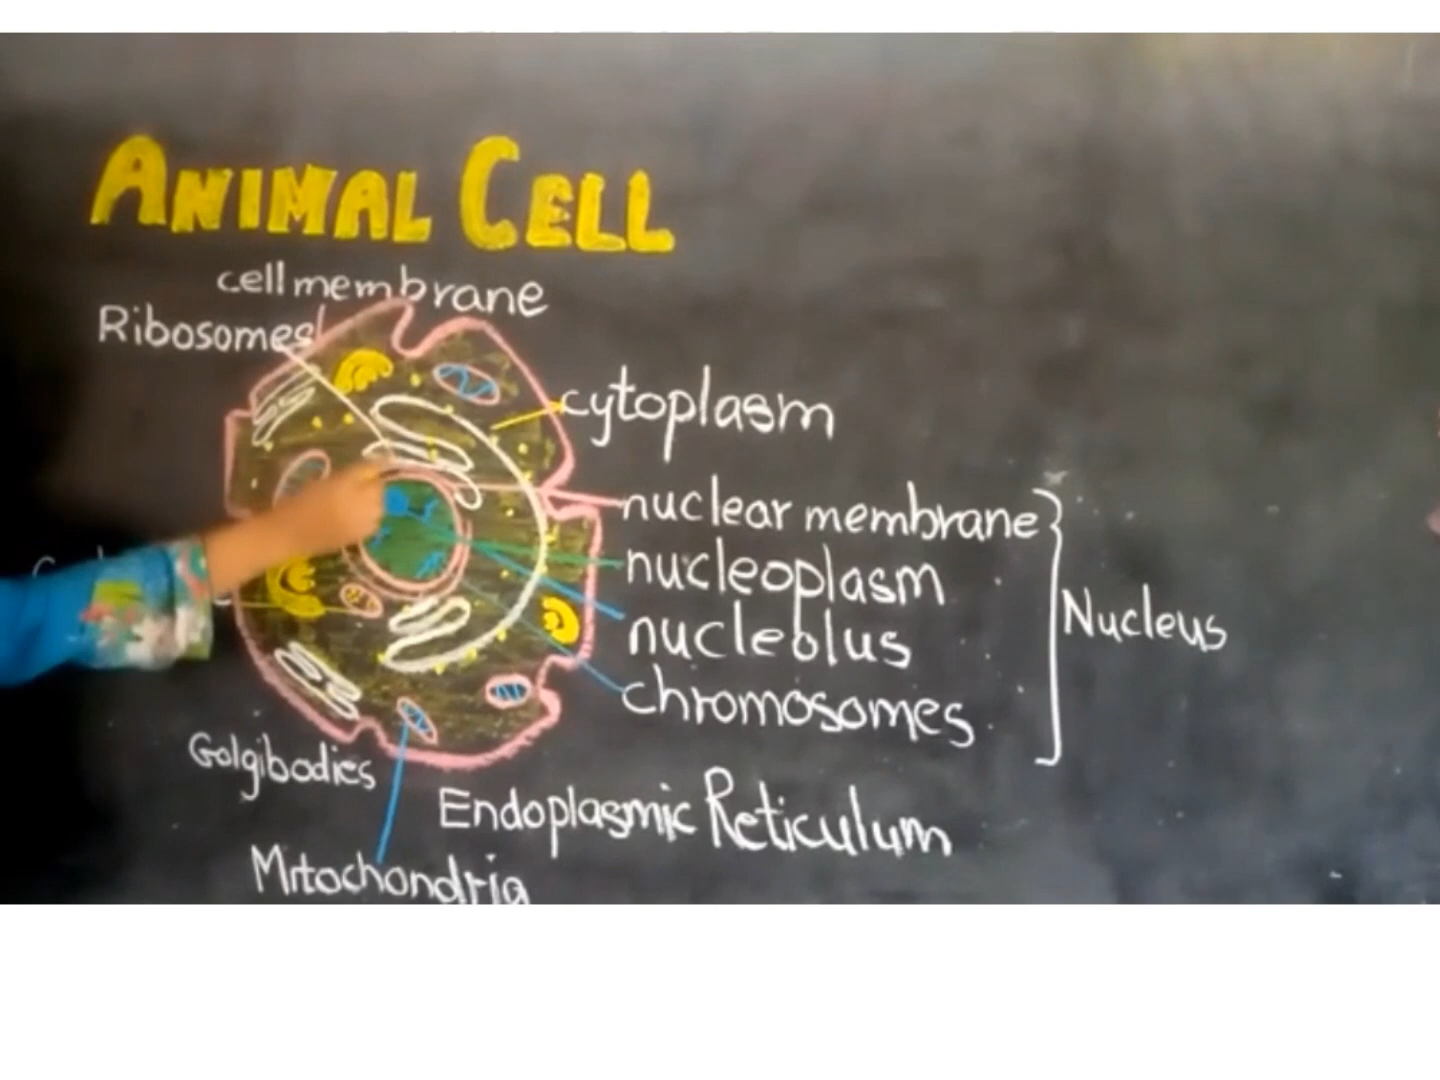 ANIMAL CELL
cell membrane
Ribosomes
cytoplasm
nuclear membrane
nucleoplasm
nucleolus
chromosomes
Nucleus
Golgibodies
Endoplasmic Reticulum
Mitochondria